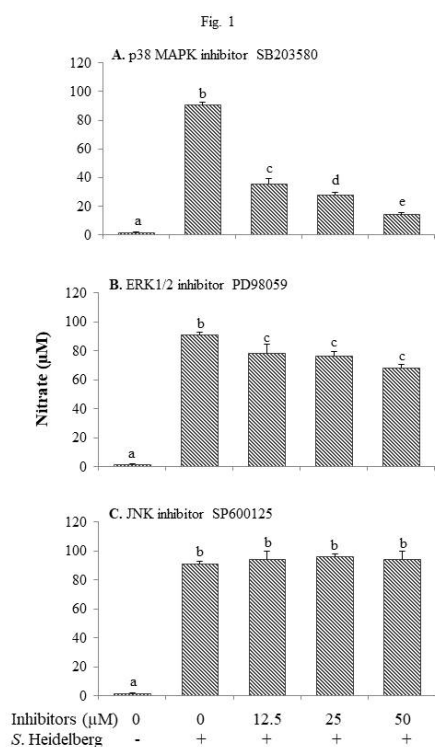 Fig. 1
A. p38 MAPK inhibitor SB203580
120
100
80
60
40
20
0
a
b
c
d
e
B. ERK1/2 inhibitor PD98059
120
100
80
60
40
20
0
a
b
c
c
c
Nitrate (µM)
C. JNK inhibitor SP600125
120
100
80
60
40
20
0
a
b
b
b
b
Inhibitors (µM) 0 0 12.5 25 50
S. Heidelberg - + + + +